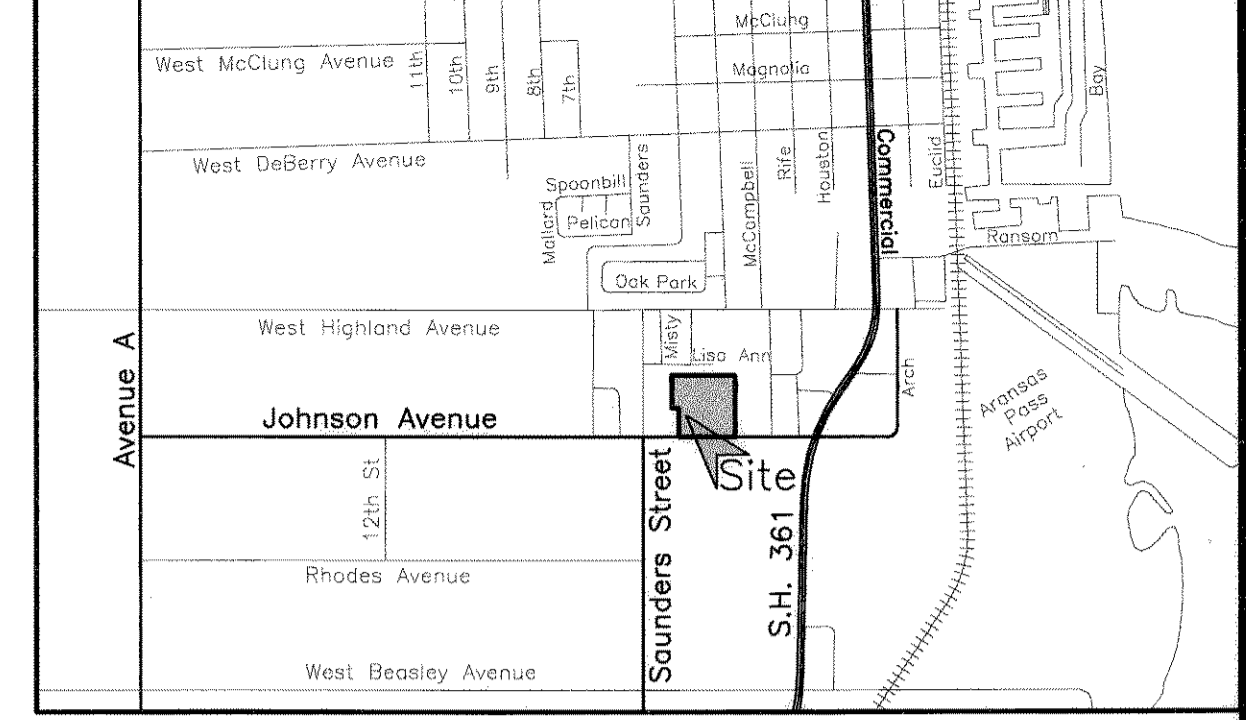 McClung
West McClung Avenue
11th
10th
9th
8th
7th
Magnolia
Bay
West DeBerry Avenue
Spoonbill
Saunders
Mallard
Pelican
McCampbell
Rife
Houston
Commercial
Euclid
Ransom
Oak Park
West Highland Avenue
Misty
Lisa Ann
Arch
Avenue A
Johnson Avenue
Aransas
Pass
Airport
Site
12th St
Saunders Street
S.H. 361
Rhodes Avenue
West Beasley Avenue